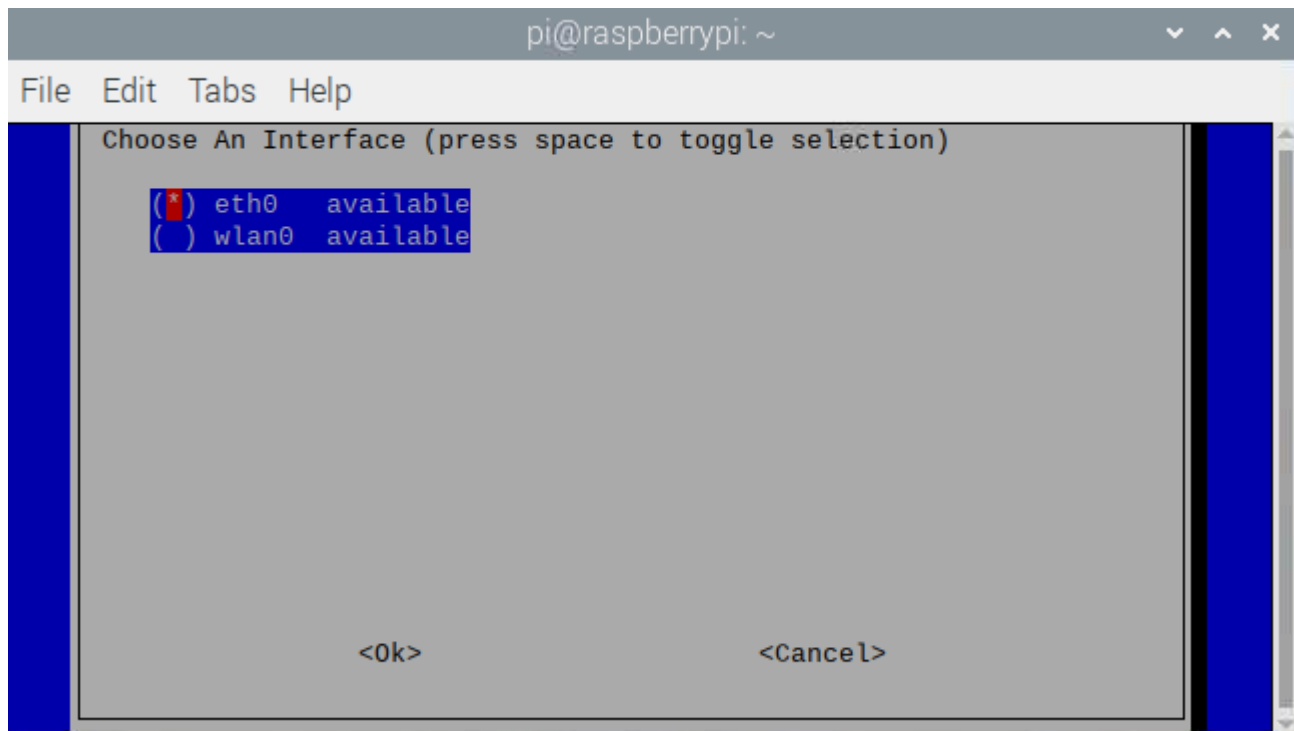 pi@raspberrypi: ~
File Edit Tabs Help
Choose An Interface (press space to toggle selection)
(*) eth0 available
( ) wlan0 available
<Ok> <Cancel>